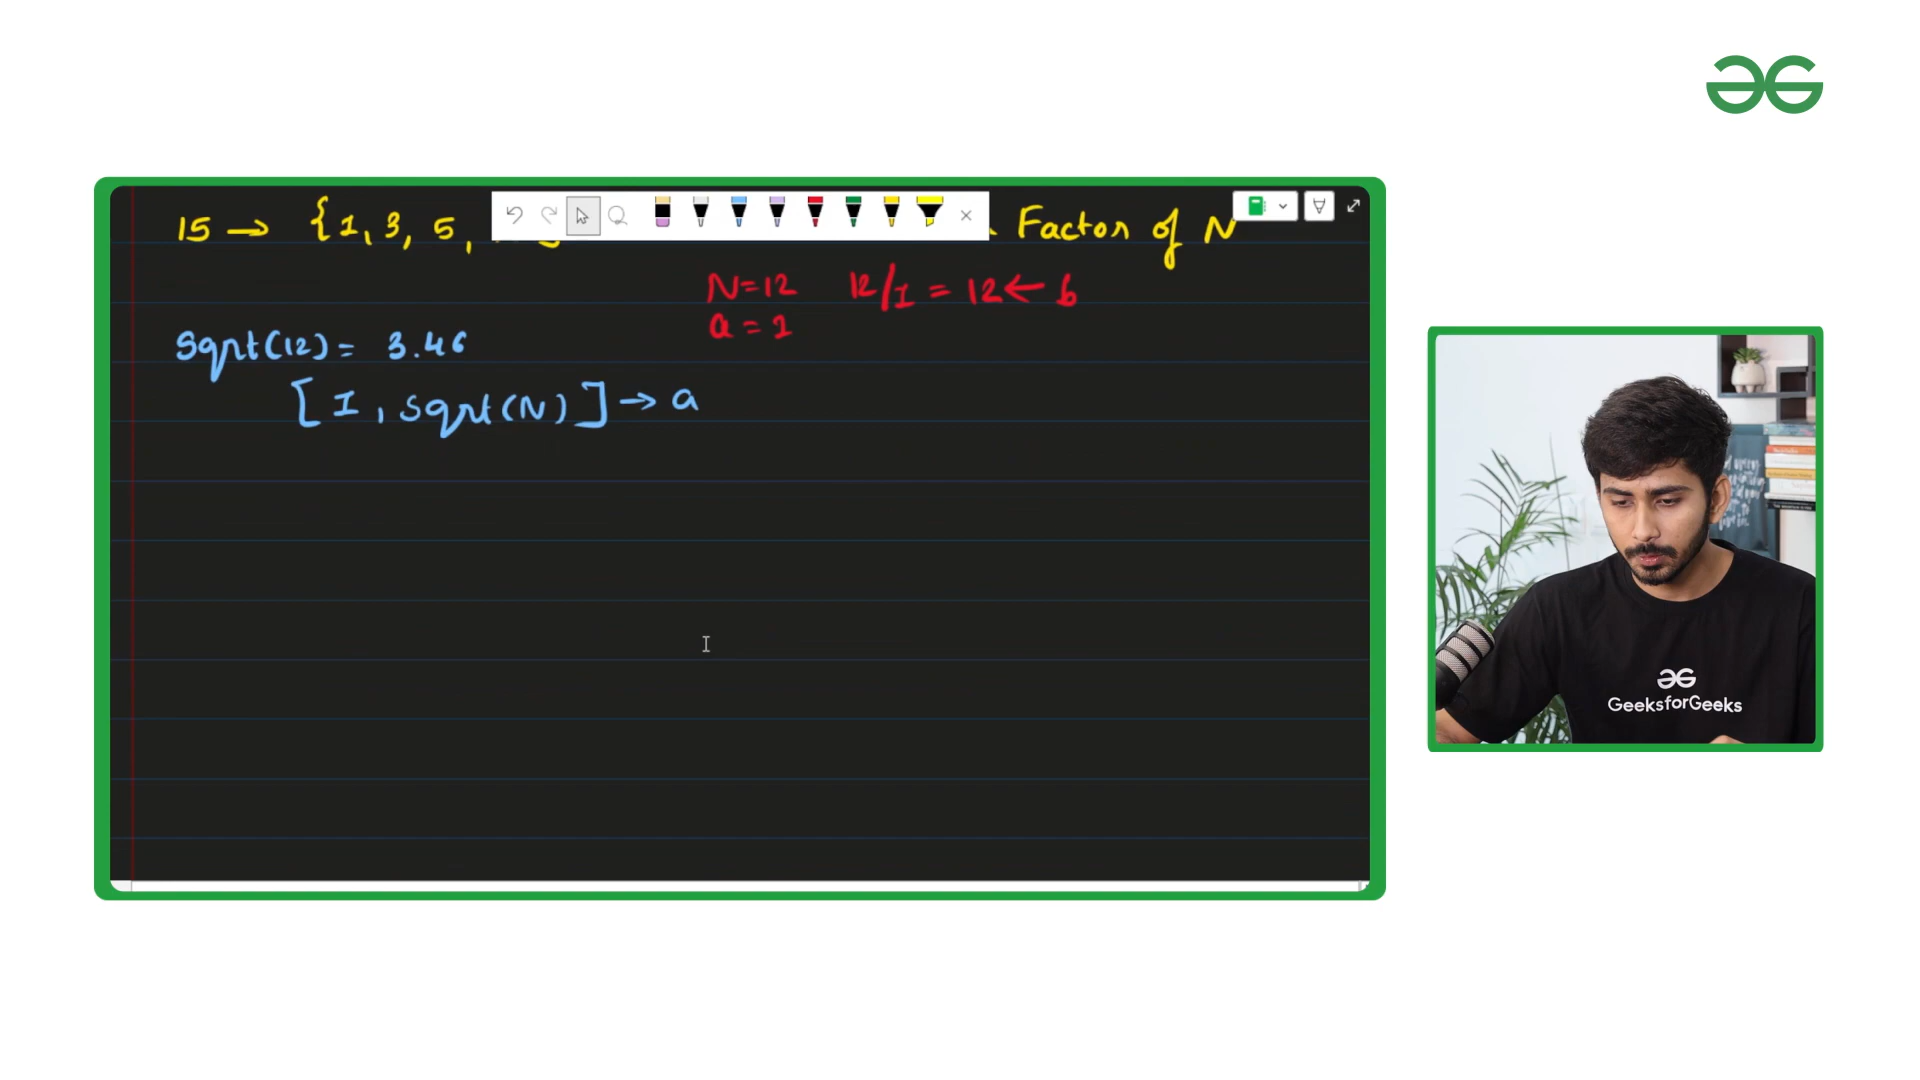 15 → {1, 3, 5,
Factor of N
N=12 12/1 = 12 ← b
a = 1
Sqrt(12) = 3.46
[1, sqrt(N)] → a
GeeksforGeeks